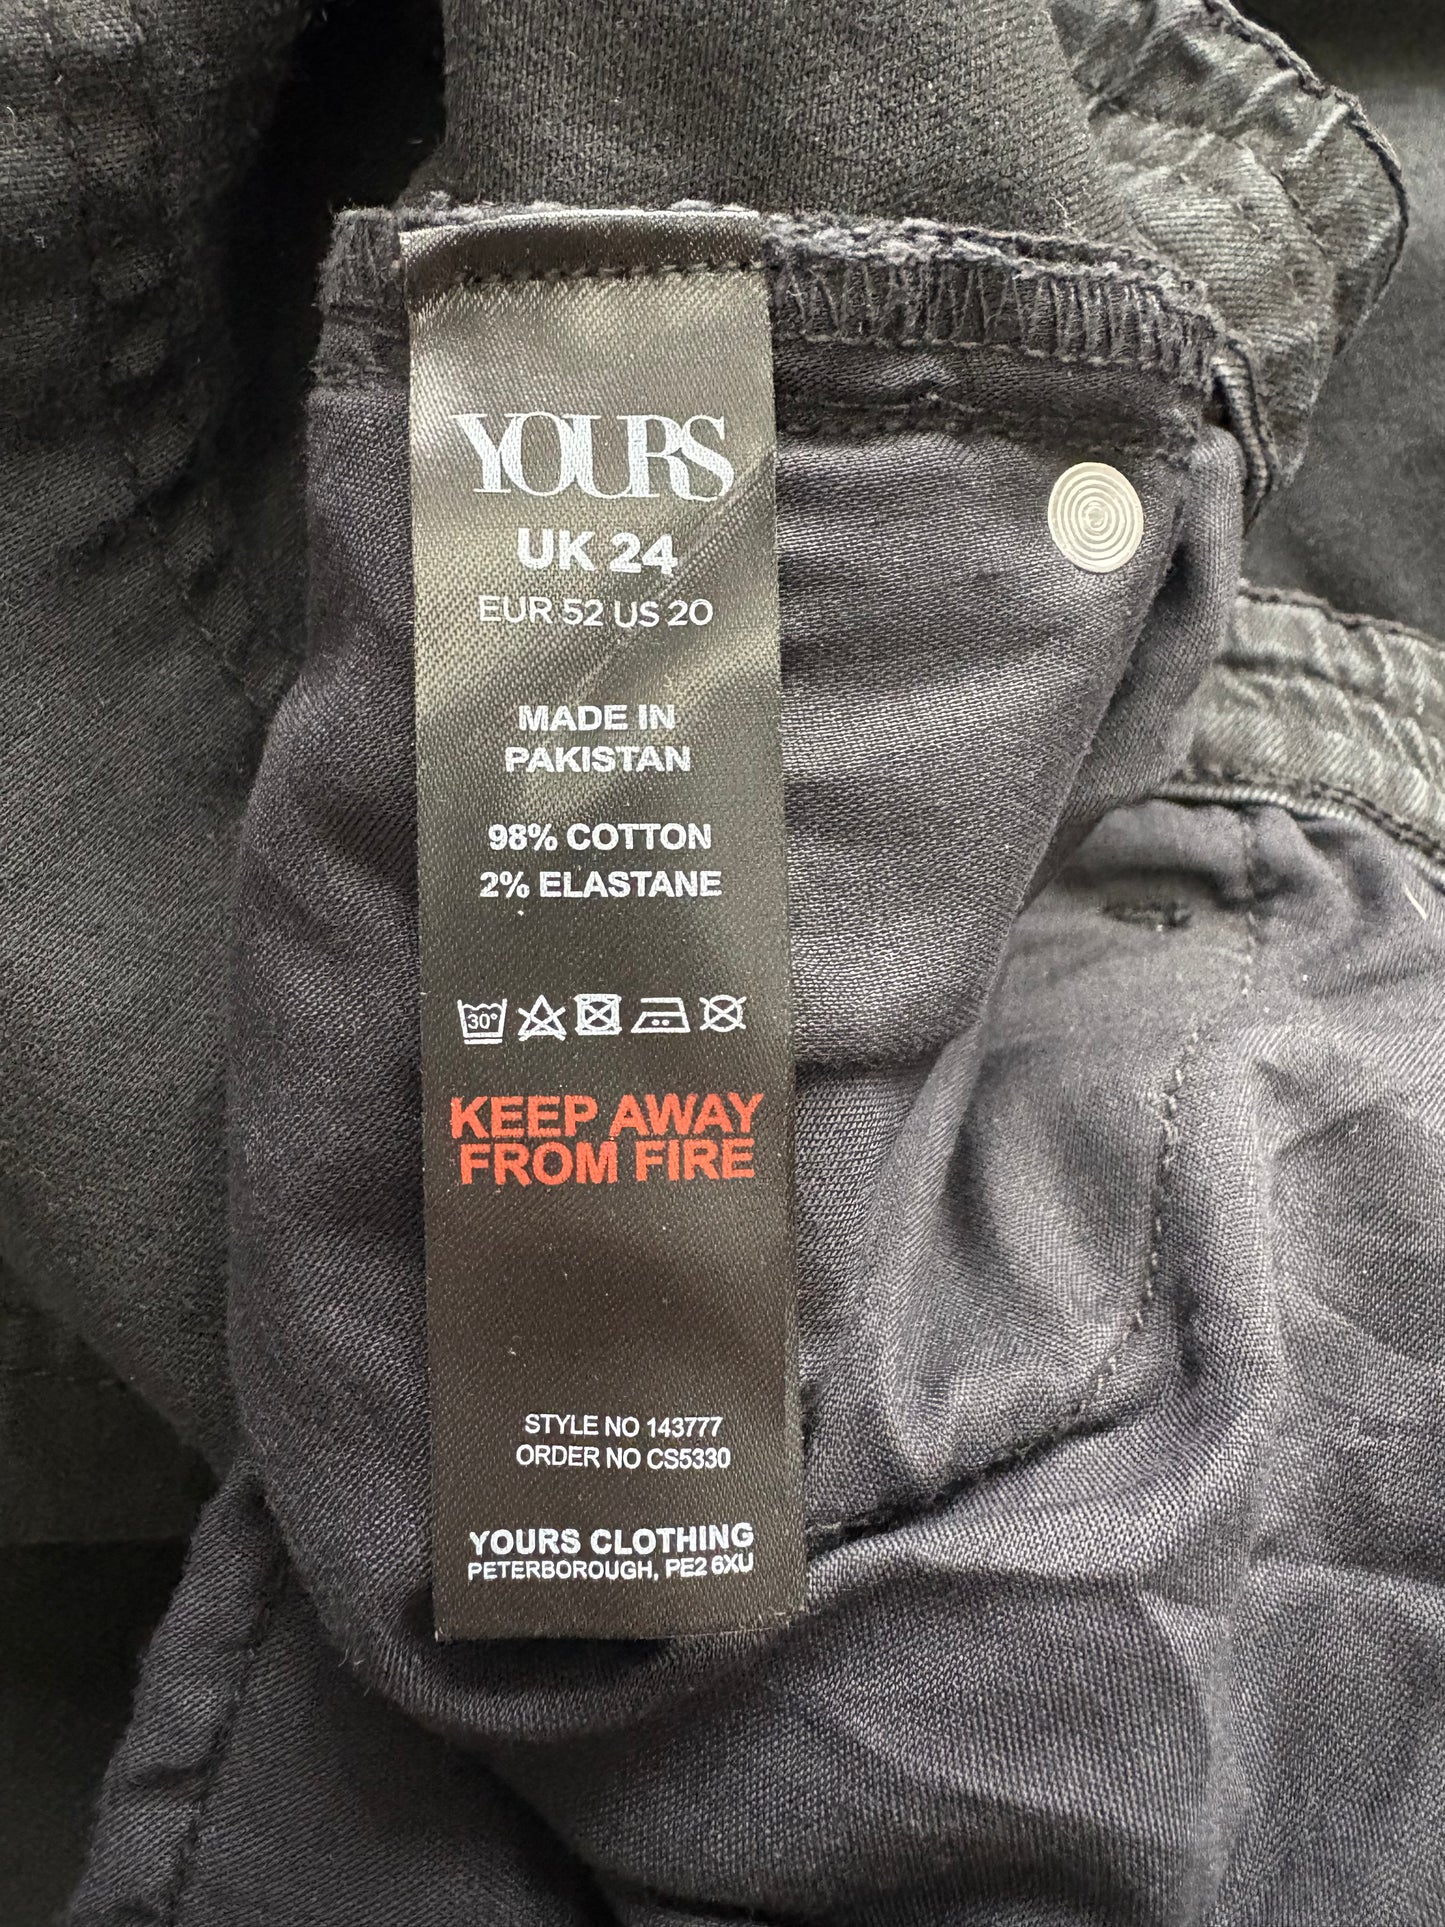 YOURS
UK 24
EUR 52 US 20
MADE IN
PAKISTAN
98% COTTON
2% ELASTANE
30°
KEEP AWAY
FROM FIRE
STYLE NO 143777
ORDER NO CS5330
YOURS CLOTHING
PETERBOROUGH, PE2 6XU